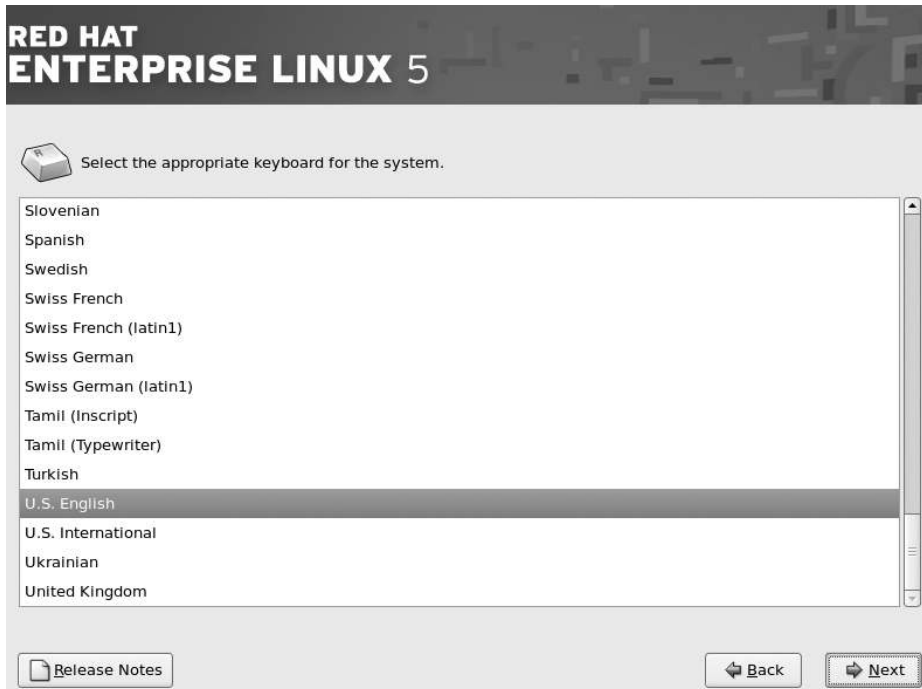 RED HAT
ENTERPRISE LINUX 5
Select the appropriate keyboard for the system.
Slovenian
Spanish
Swedish
Swiss French
Swiss French (latin1)
Swiss German
Swiss German (latin1)
Tamil (Inscript)
Tamil (Typewriter)
Turkish
U.S. English
U.S. International
Ukrainian
United Kingdom
Release Notes
Back
Next